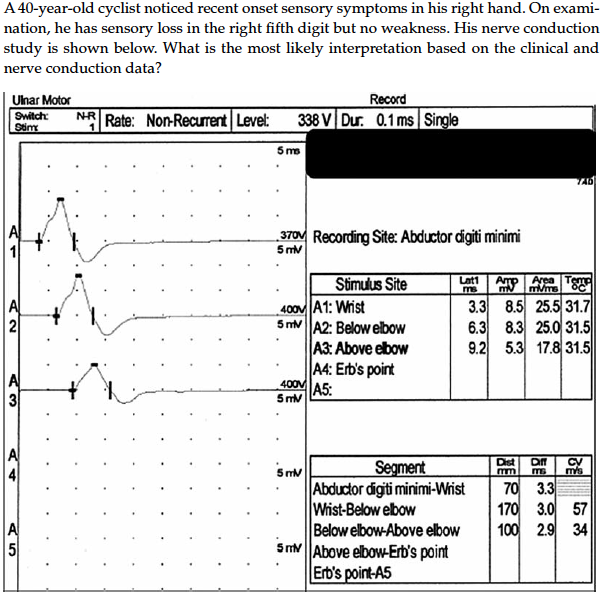 A 40-year-old cyclist noticed recent onset sensory symptoms in his right hand. On exami-
nation, he has sensory loss in the right fifth digit but no weakness. His nerve conduction
study is shown below. What is the most likely interpretation based on the clinical and
nerve conduction data?
Ulnar Motor Record
Switch: N-R Rate: Non-Recurrent Level: 338 V Dur: 0.1 ms Single
Stim: 1
5 ms
A 370V
1 5 mV
Recording Site: Abductor digiti minimi
Stimulus Site Lat1 ms Amp mV Area mVms Temp °C
A1: Wrist 3.3 8.5 25.5 31.7
A2: Below elbow 6.3 8.3 25.0 31.5
A3: Above elbow 9.2 5.3 17.8 31.5
A4: Erb's point
A5:
A 400V
2 5 mV
A 400V
3 5 mV
A
4 5 mV
A
5 5 mV
Segment Dist mm Diff ms CV m/s
Abductor digiti minimi-Wrist 70 3.3
Wrist-Below elbow 170 3.0 57
Below elbow-Above elbow 100 2.9 34
Above elbow-Erb's point
Erb's point-A5